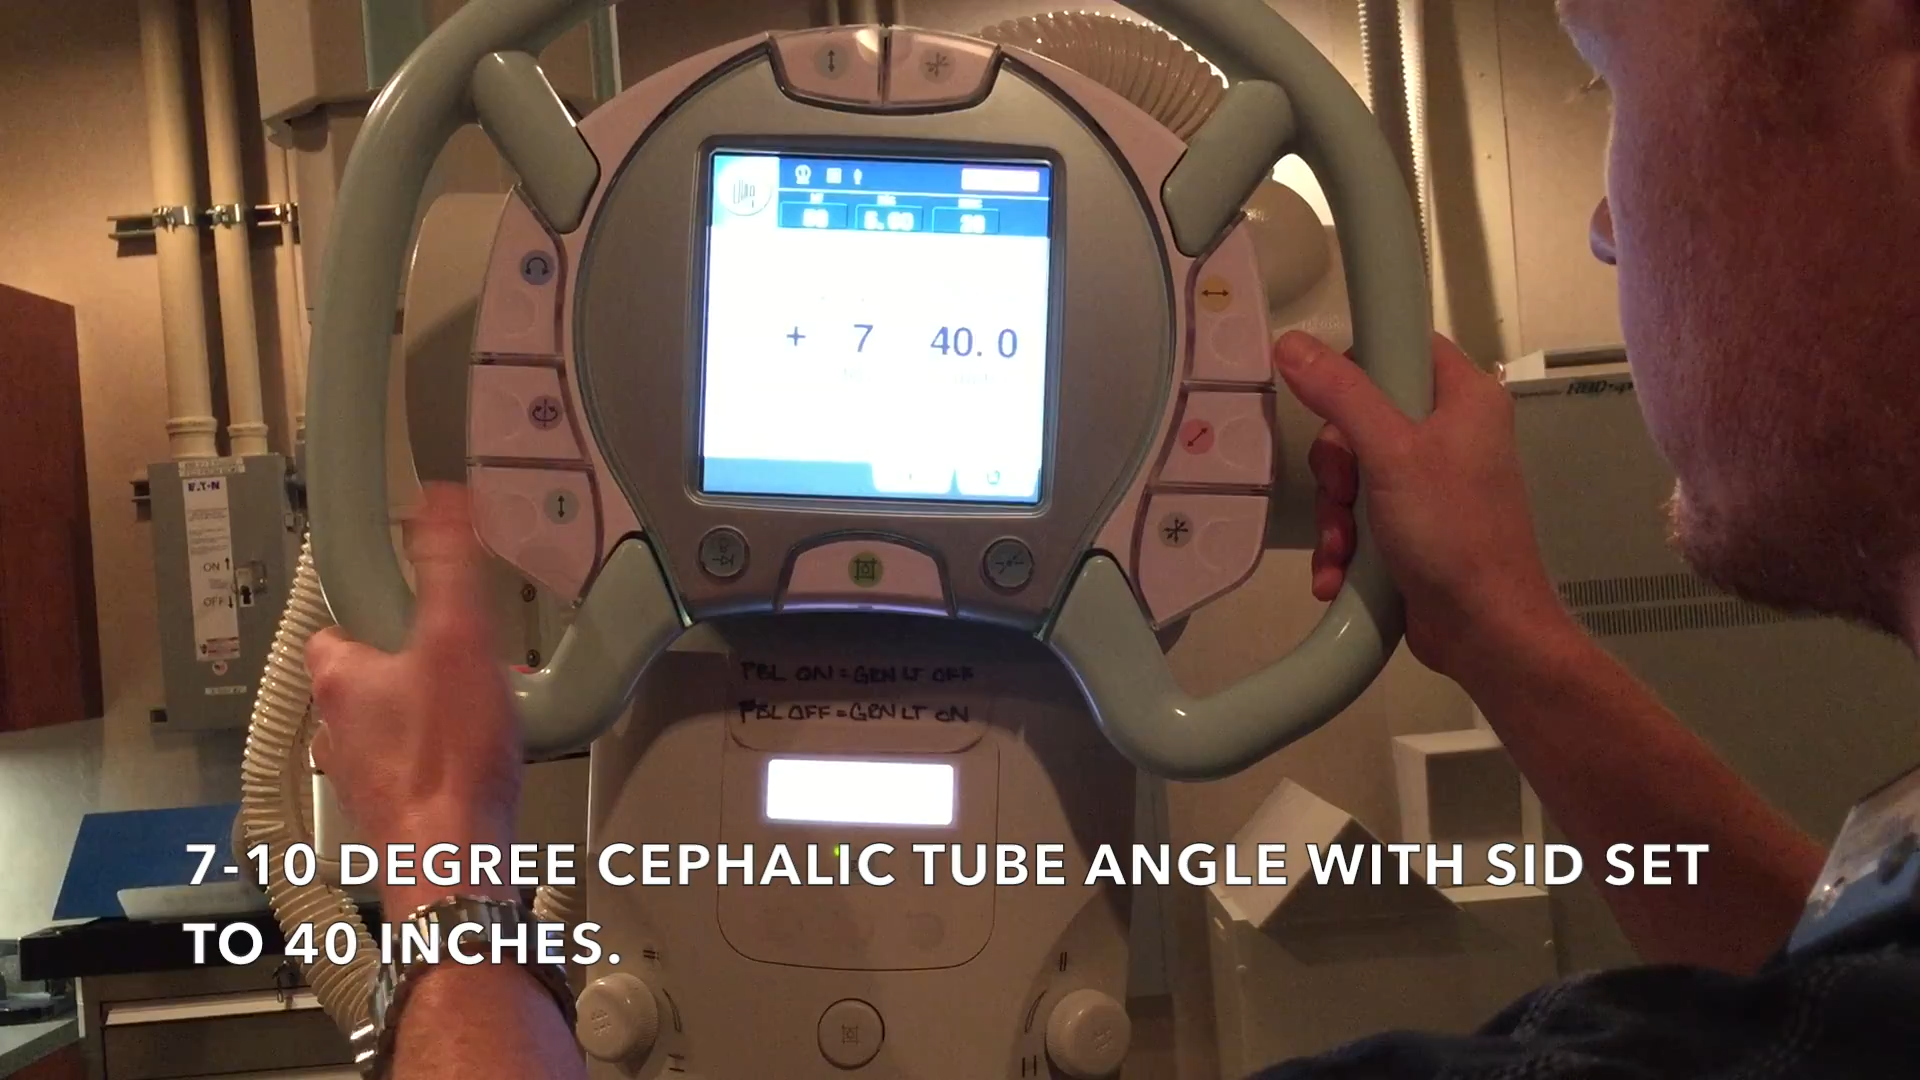 + 7 40.0
EATON
ON
OFF
PBL ON = GEN LT OFF
PBL OFF = GEN LT ON
7-10 DEGREE CEPHALIC TUBE ANGLE WITH SID SET
TO 40 INCHES.